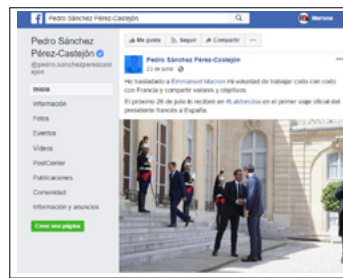 Pedro Sánchez Pérez-Castejón
Pedro Sánchez
Pérez-Castejón
@pedro.sanchezperezcast
ejon
Inicio
Información
Fotos
Eventos
Vídeos
PostCenter
Publicaciones
Comunidad
Información y anuncios
Crear una página
Me gusta
Seguir
Compartir
Pedro Sánchez Pérez-Castejón
23 de junio
He trasladado a Emmanuel Macron mi voluntad de trabajar codo con codo
con Francia y compartir valores y objetivos.
El próximo 26 de julio lo recibiré en #LaMoncloa en el primer viaje oficial del
presidente francés a España.